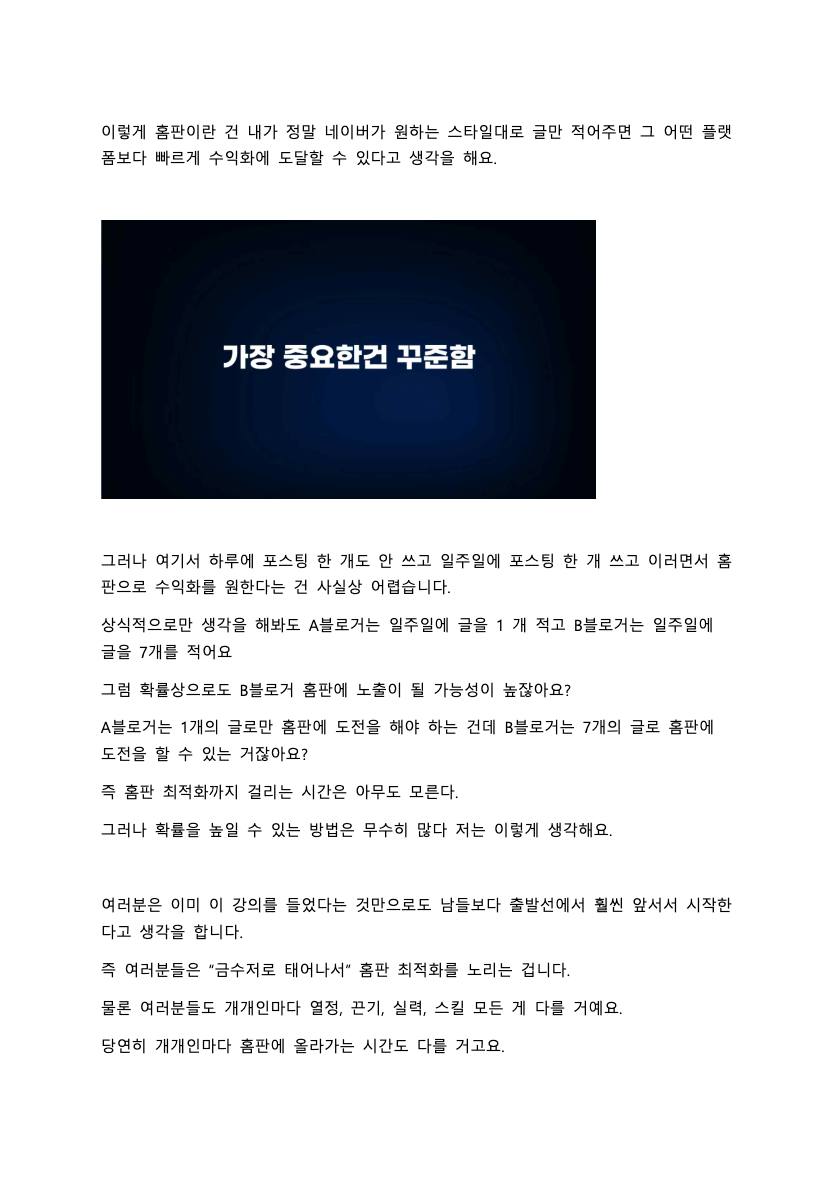 이렇게 홈판이란 건 내가 정말 네이버가 원하는 스타일대로 글만 적어주면 그 어떤 플랫
폼보다 빠르게 수익화에 도달할 수 있다고 생각을 해요.
가장 중요한건 꾸준함
그러나 여기서 하루에 포스팅 한 개도 안 쓰고 일주일에 포스팅 한 개 쓰고 이러면서 홈
판으로 수익화를 원한다는 건 사실상 어렵습니다.
상식적으로만 생각을 해봐도 A블로거는 일주일에 글을 1 개 적고 B블로거는 일주일에
글을 7개를 적어요
그럼 확률상으로도 B블로거 홈판에 노출이 될 가능성이 높잖아요?
A블로거는 1개의 글로만 홈판에 도전을 해야 하는 건데 B블로거는 7개의 글로 홈판에
도전을 할 수 있는 거잖아요?
즉 홈판 최적화까지 걸리는 시간은 아무도 모른다.
그러나 확률을 높일 수 있는 방법은 무수히 많다 저는 이렇게 생각해요.
여러분은 이미 이 강의를 들었다는 것만으로도 남들보다 출발선에서 훨씬 앞서서 시작한
다고 생각을 합니다.
즉 여러분들은 “금수저로 태어나서” 홈판 최적화를 노리는 겁니다.
물론 여러분들도 개개인마다 열정, 끈기, 실력, 스킬 모든 게 다를 거예요.
당연히 개개인마다 홈판에 올라가는 시간도 다를 거고요.